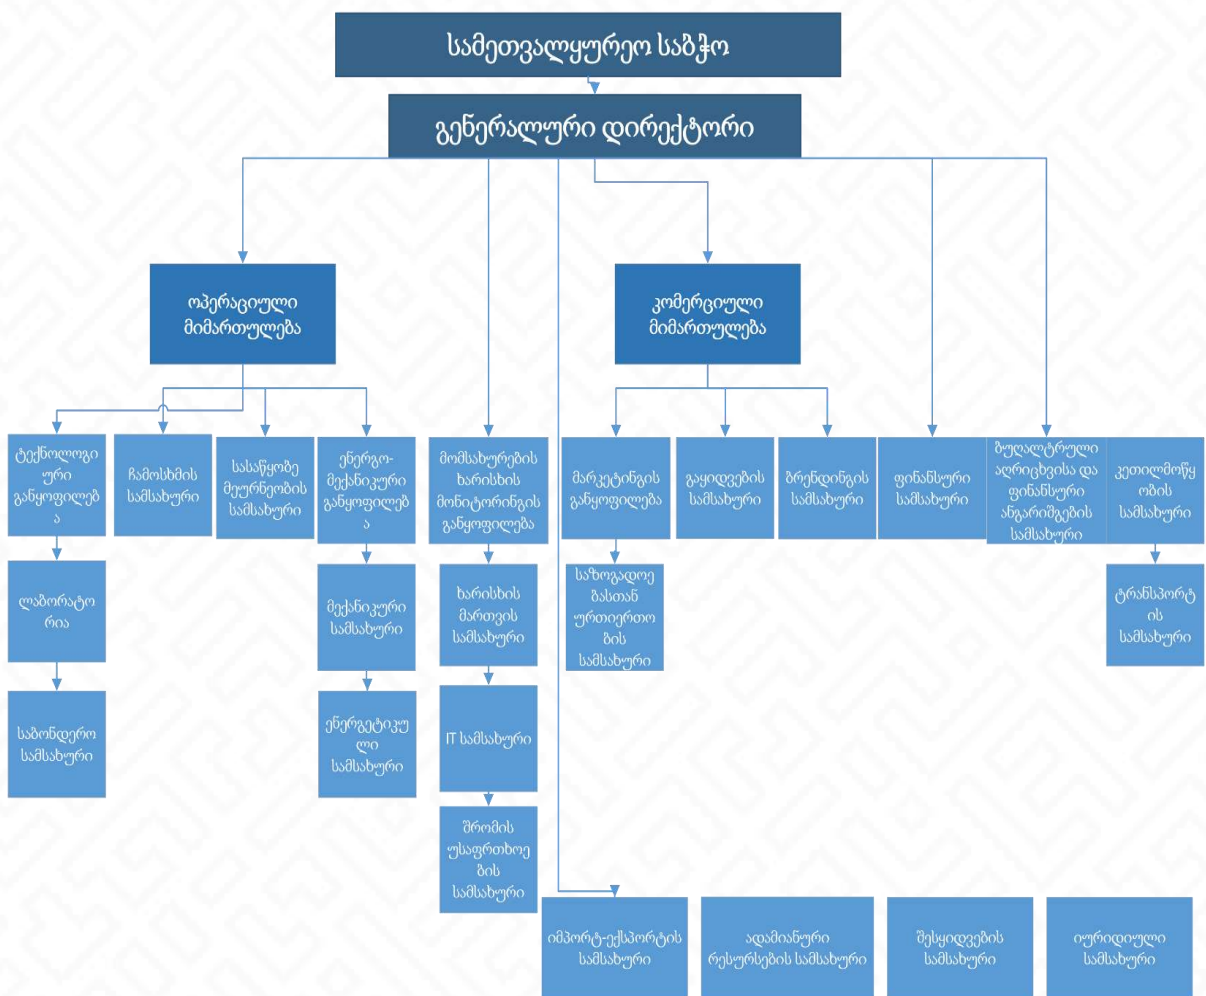 სამეთვალყურეო საბჭო
გენერალური დირექტორი
ოპერაციული
მიმართულება
კომერციული
მიმართულება
ტექნოლოგი
ური
განყოფილებ
ა
ჩამოსხმის
სამსახური
სასაწყობე
მეურნეობის
სამსახური
ენერგო-
მექანიკური
განყოფილებ
ა
მომსახურების
ხარისხის
მონიტორინგის
განყოფილება
მარკეტინგის
განყოფილება
გაყიდვების
სამსახური
ბრენდინგის
სამსახური
ფინანსური
სამსახური
ბუღალტრული
აღრიცხვისა და
ფინანსური
ანგარიშგების
სამსახური
კეთილმოწყ
ობის
სამსახური
ლაბორატო
რია
მექანიკური
სამსახური
ხარისხის
მართვის
სამსახური
საზოგადოე
ბასთან
ურთიერთო
ბის
სამსახური
ტრანსპორტ
ის
სამსახური
საბონდერო
სამსახური
ენერგეტიკუ
ლი
სამსახური
IT სამსახური
შრომის
უსაფრთხოე
ბის
სამსახური
იმპორტ-ექსპორტის
სამსახური
ადამიანური
რესურსების სამსახური
შესყიდვების
სამსახური
იურიდიული
სამსახური